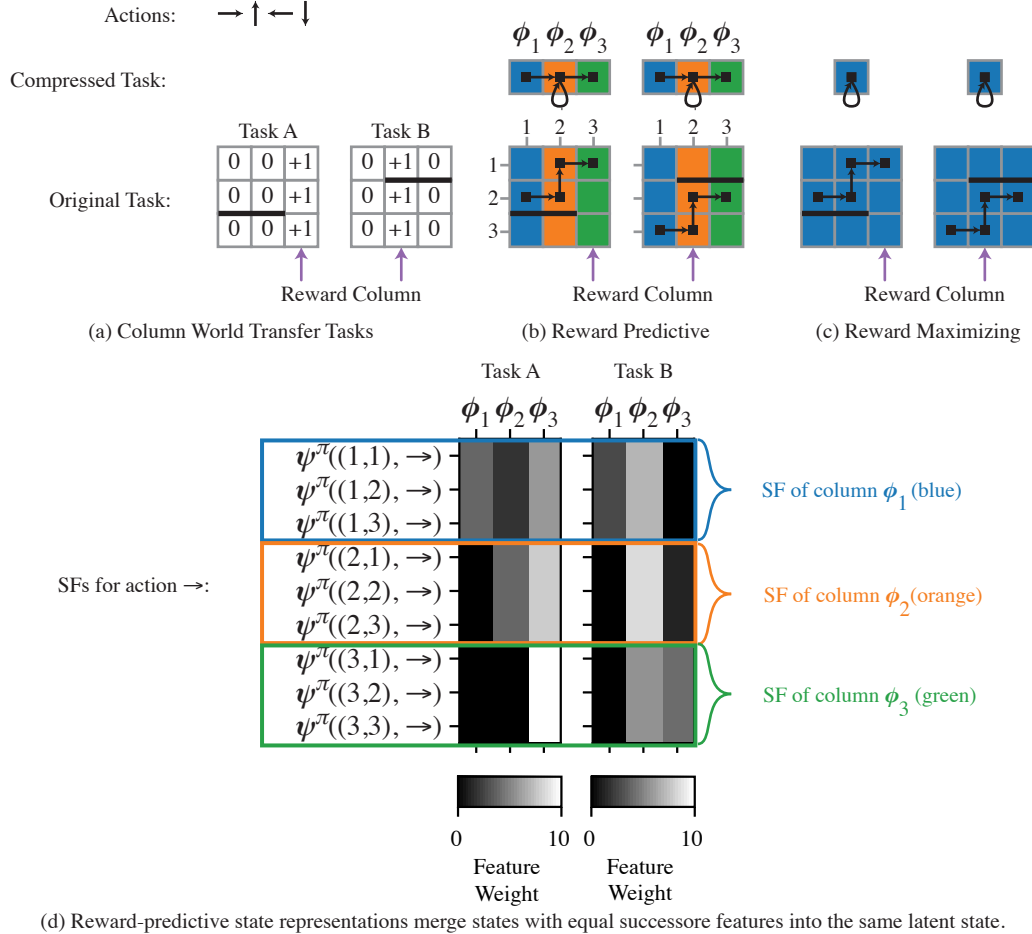 Actions: → ↑ ← ↓
ϕ1 ϕ2 ϕ3 ϕ1 ϕ2 ϕ3
Compressed Task:
Task A Task B
1 2 3 1 2 3
Original Task:
0 0 +1 0 +1 0
0 0 +1 0 +1 0
0 0 +1 0 +1 0
1
2
3
Reward Column Reward Column Reward Column
(a) Column World Transfer Tasks (b) Reward Predictive (c) Reward Maximizing
Task A Task B
ϕ1 ϕ2 ϕ3 ϕ1 ϕ2 ϕ3
ψπ((1,1), →)
ψπ((1,2), →) SF of column ϕ1 (blue)
ψπ((1,3), →)
ψπ((2,1), →)
SFs for action →: ψπ((2,2), →) SF of column ϕ2 (orange)
ψπ((2,3), →)
ψπ((3,1), →)
ψπ((3,2), →) SF of column ϕ3 (green)
ψπ((3,3), →)
0 10 0 10
Feature Feature
Weight Weight
(d) Reward-predictive state representations merge states with equal successore features into the same latent state.